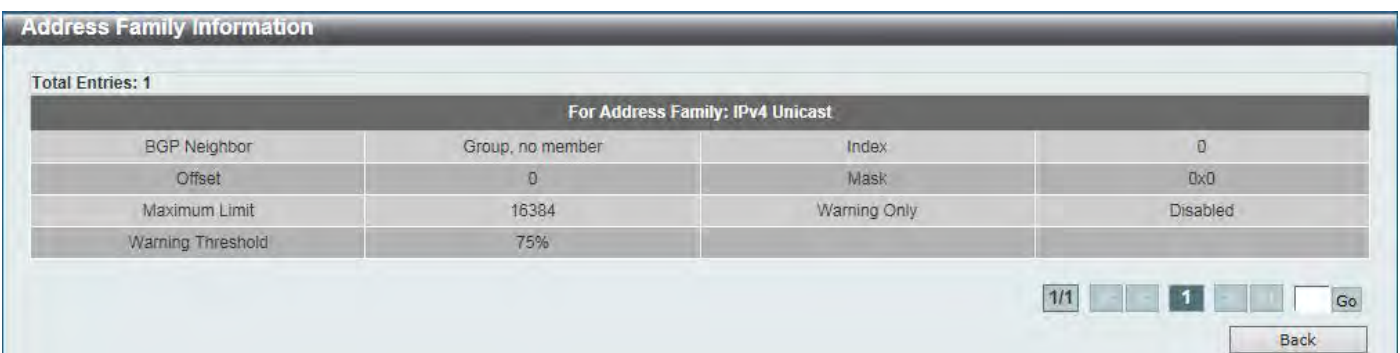 Address Family Information
Total Entries: 1
For Address Family: IPv4 Unicast
BGP Neighbor Group, no member Index 0
Offset 0 Mask 0x0
Maximum Limit 16384 Warning Only Disabled
Warning Threshold 75%
1/1 1 Go
Back